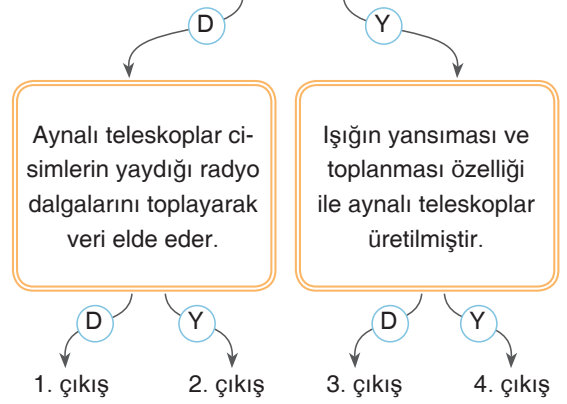 D Y
Aynalı teleskoplar ci-
simlerin yaydığı radyo
dalgalarını toplayarak
veri elde eder.
Işığın yansıması ve
toplanması özelliği
ile aynalı teleskoplar
üretilmiştir.
D Y D Y
1. çıkış 2. çıkış 3. çıkış 4. çıkış